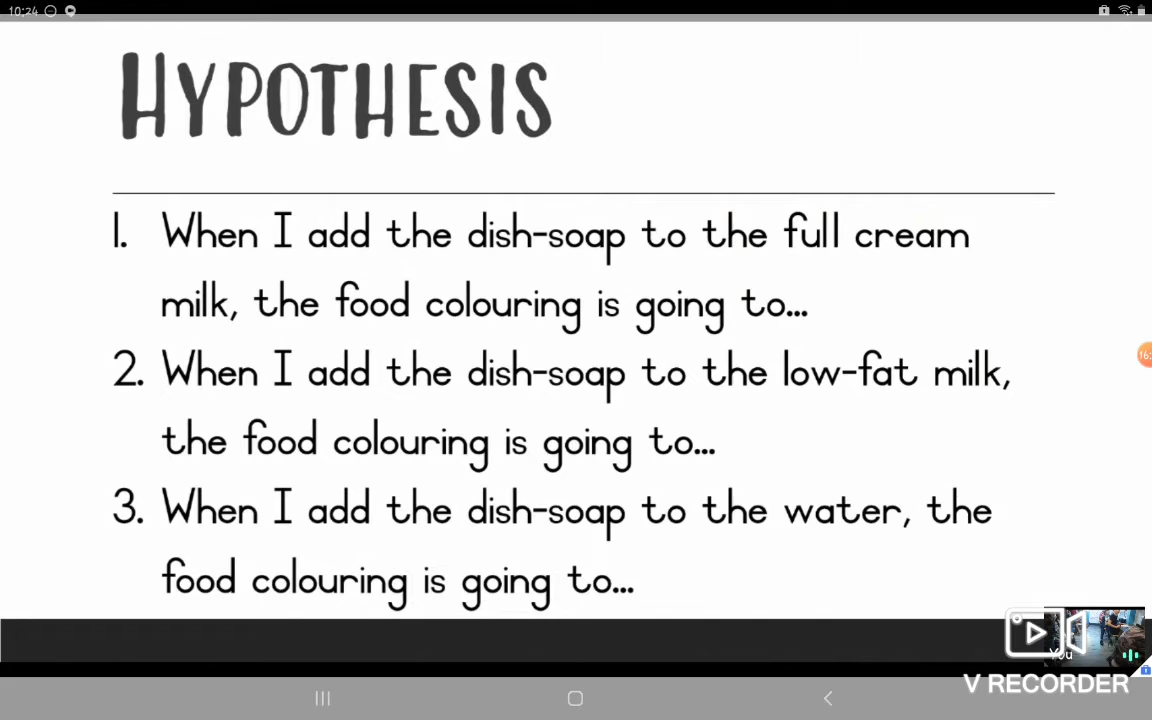 10:24
HYPOTHESIS
1. When I add the dish-soap to the full cream
milk, the food colouring is going to...
2. When I add the dish-soap to the low-fat milk,
the food colouring is going to...
3. When I add the dish-soap to the water, the
food colouring is going to...
You
V RECORDER